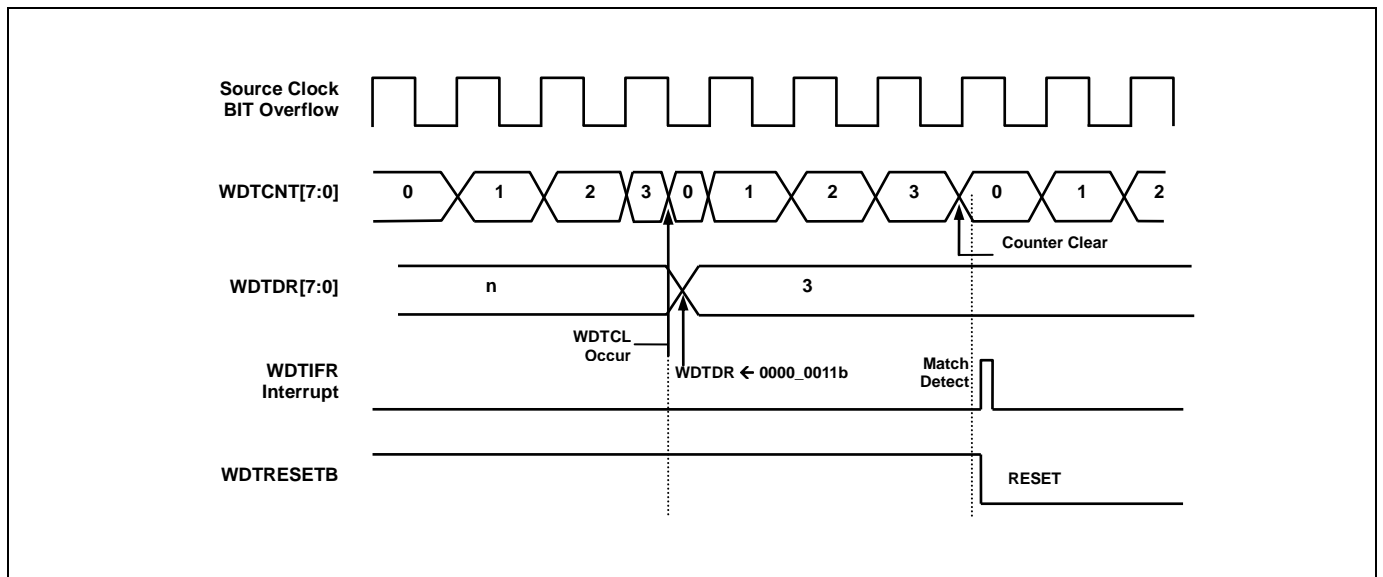 Source Clock
BIT Overflow
WDTCNT[7:0]
0 1 2 3 0 1 2 3 0 1 2
Counter Clear
WDTDR[7:0]
n 3
WDTCL
Occur
WDTDR ← 0000_0011b
WDTIFR
Interrupt
Match
Detect
WDTRESETB
RESET